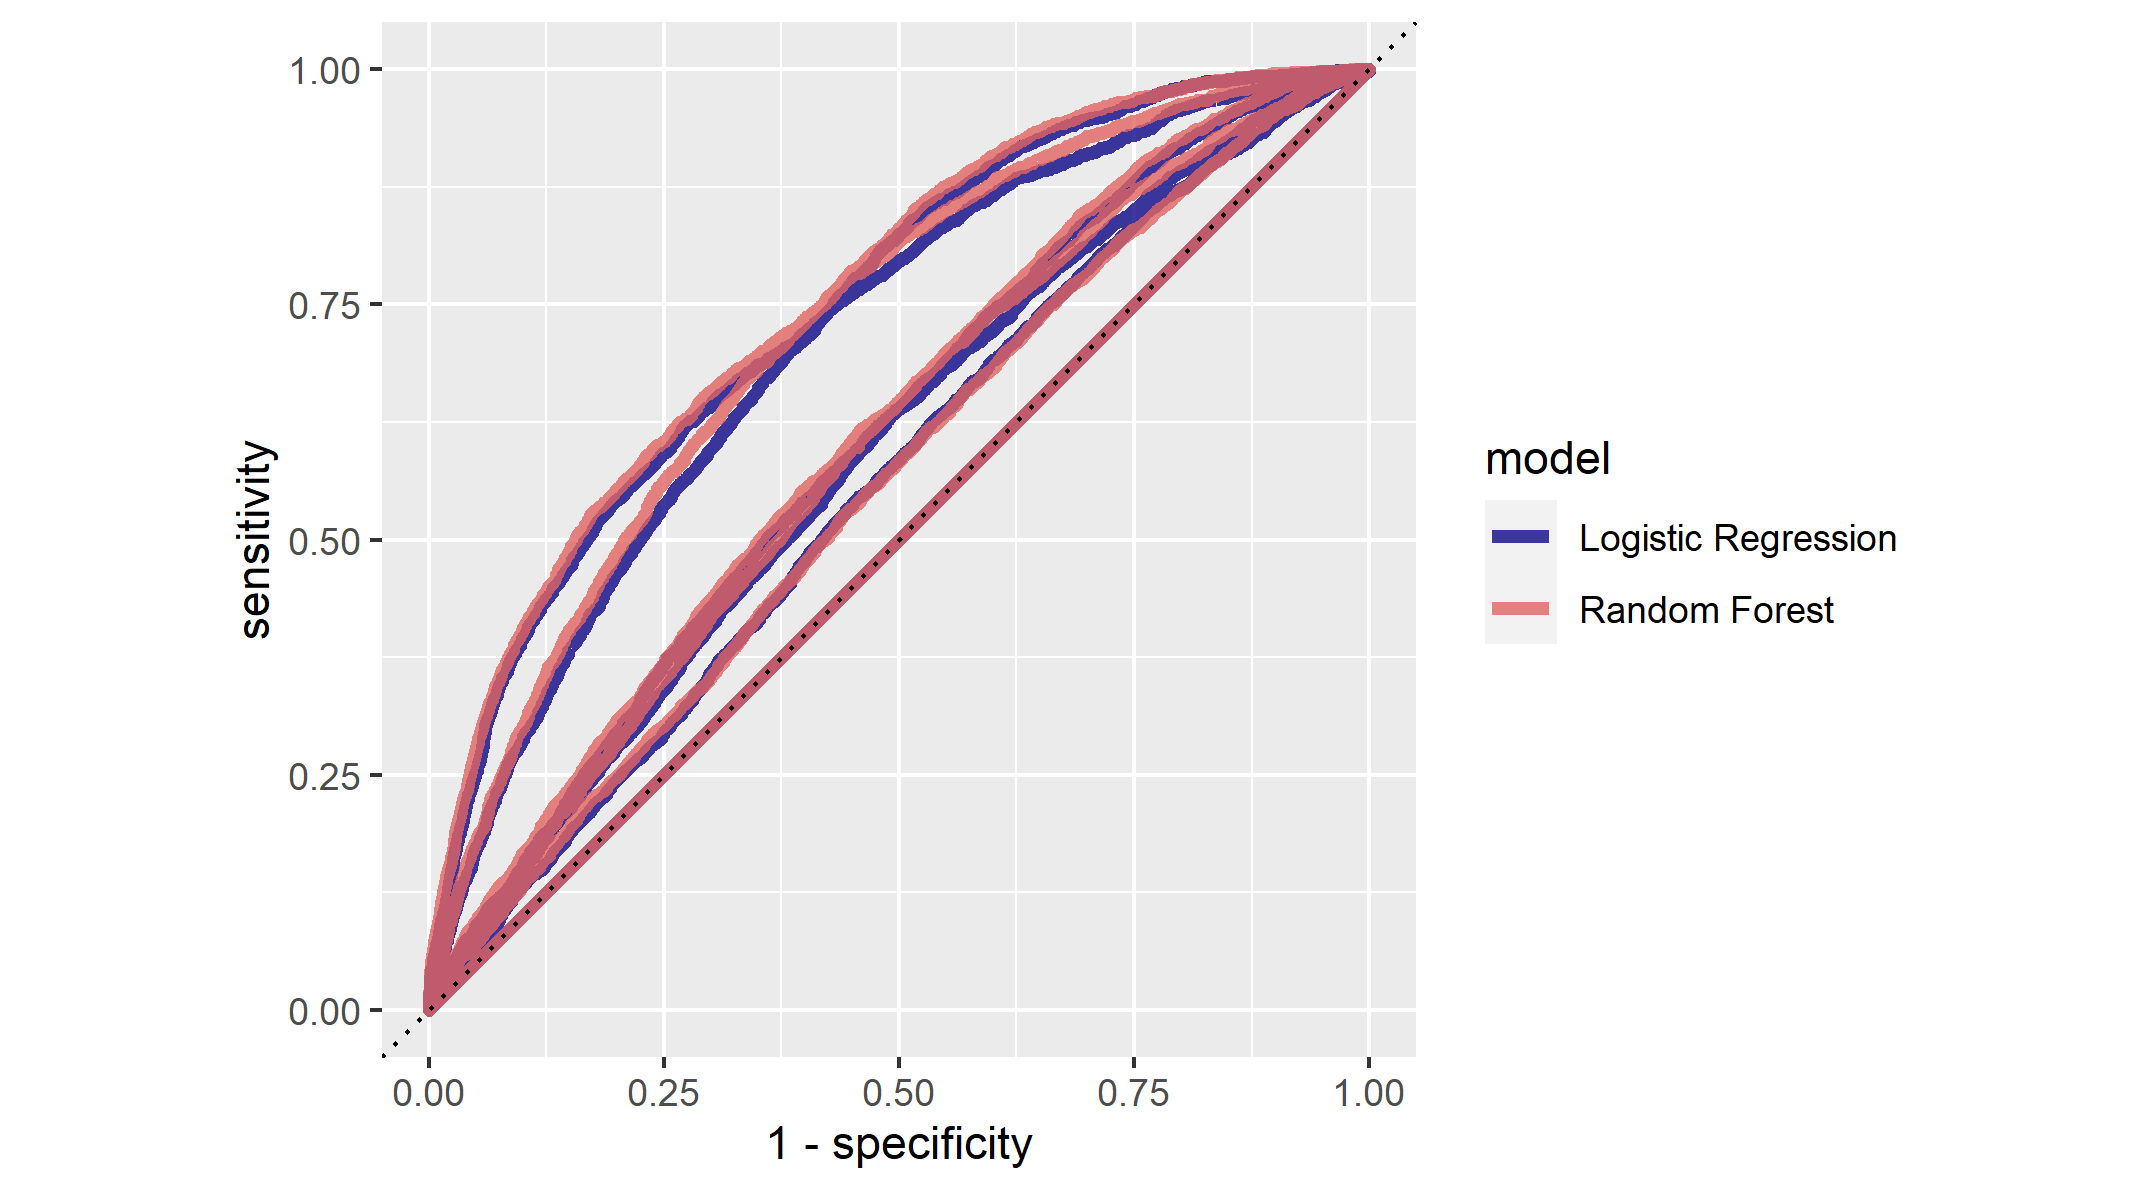 1.00
0.75
0.50
0.25
0.00
sensitivity
0.00 0.25 0.50 0.75 1.00
1 - specificity
model
Logistic Regression
Random Forest